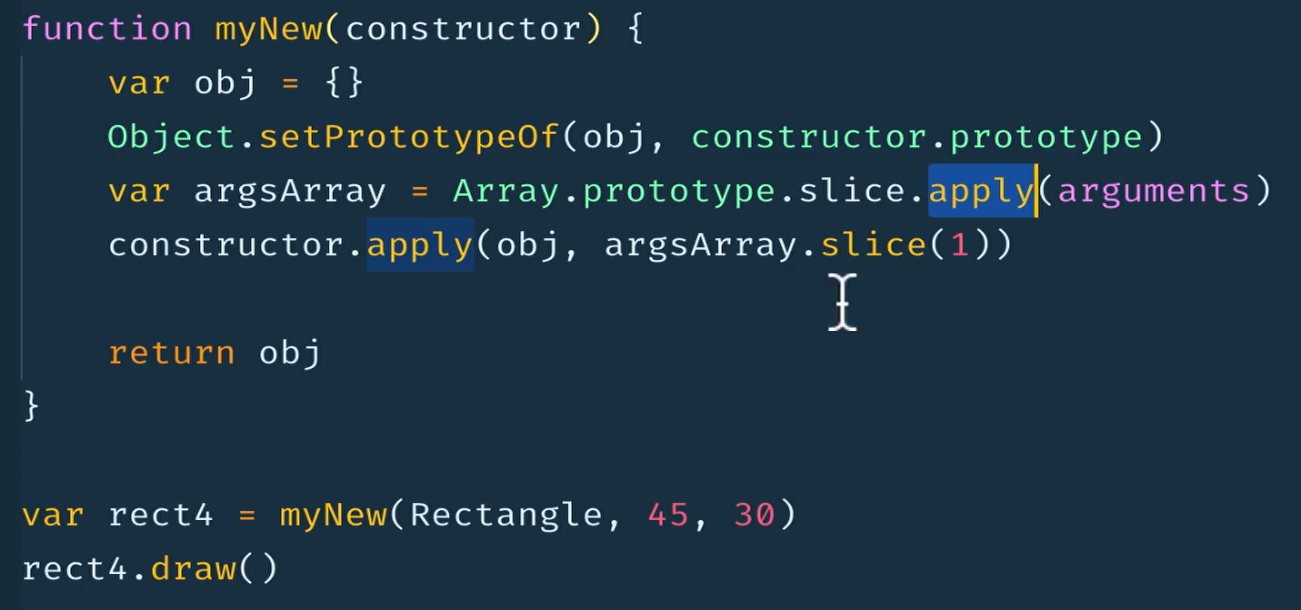 function myNew(constructor) {
var obj = {}
Object.setPrototypeOf(obj, constructor.prototype)
var argsArray = Array.prototype.slice.apply(arguments)
constructor.apply(obj, argsArray.slice(1))
return obj
}
var rect4 = myNew(Rectangle, 45, 30)
rect4.draw()